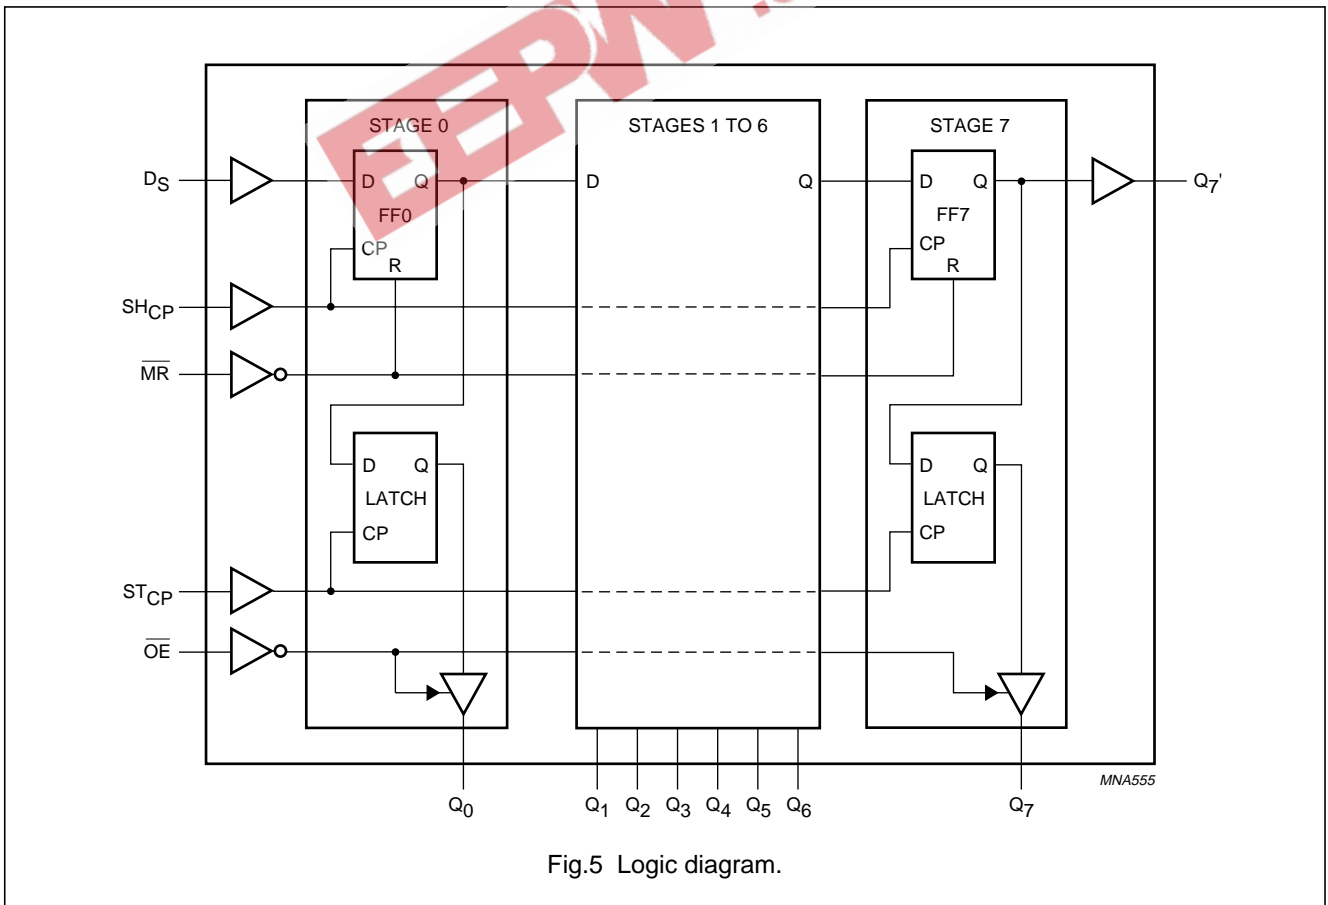 EEPW
STAGE 0
STAGES 1 TO 6
STAGE 7
DS
D Q
D Q
D Q
Q7'
FF0
FF7
CP
CP
R
R
SHCP
MR
D Q
D Q
LATCH
LATCH
CP
CP
STCP
OE
MNA555
Q0 Q1 Q2 Q3 Q4 Q5 Q6 Q7
Fig.5 Logic diagram.